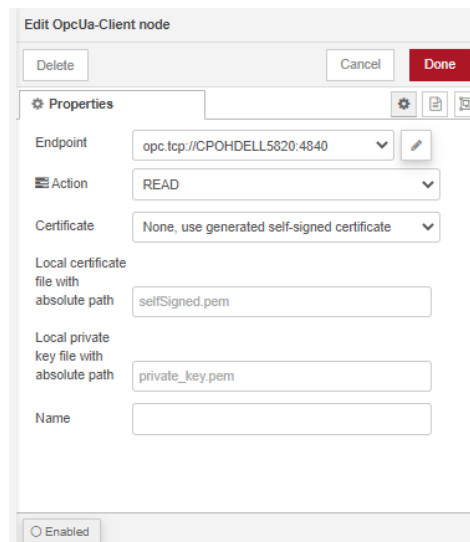 Edit OpcUa-Client node
Delete
Cancel
Done
Properties
Endpoint
opc.tcp://CPOHDELL5820:4840
Action
READ
Certificate
None, use generated self-signed certificate
Local certificate
file with
absolute path
selfSigned.pem
Local private
key file with
absolute path
private_key.pem
Name
Enabled